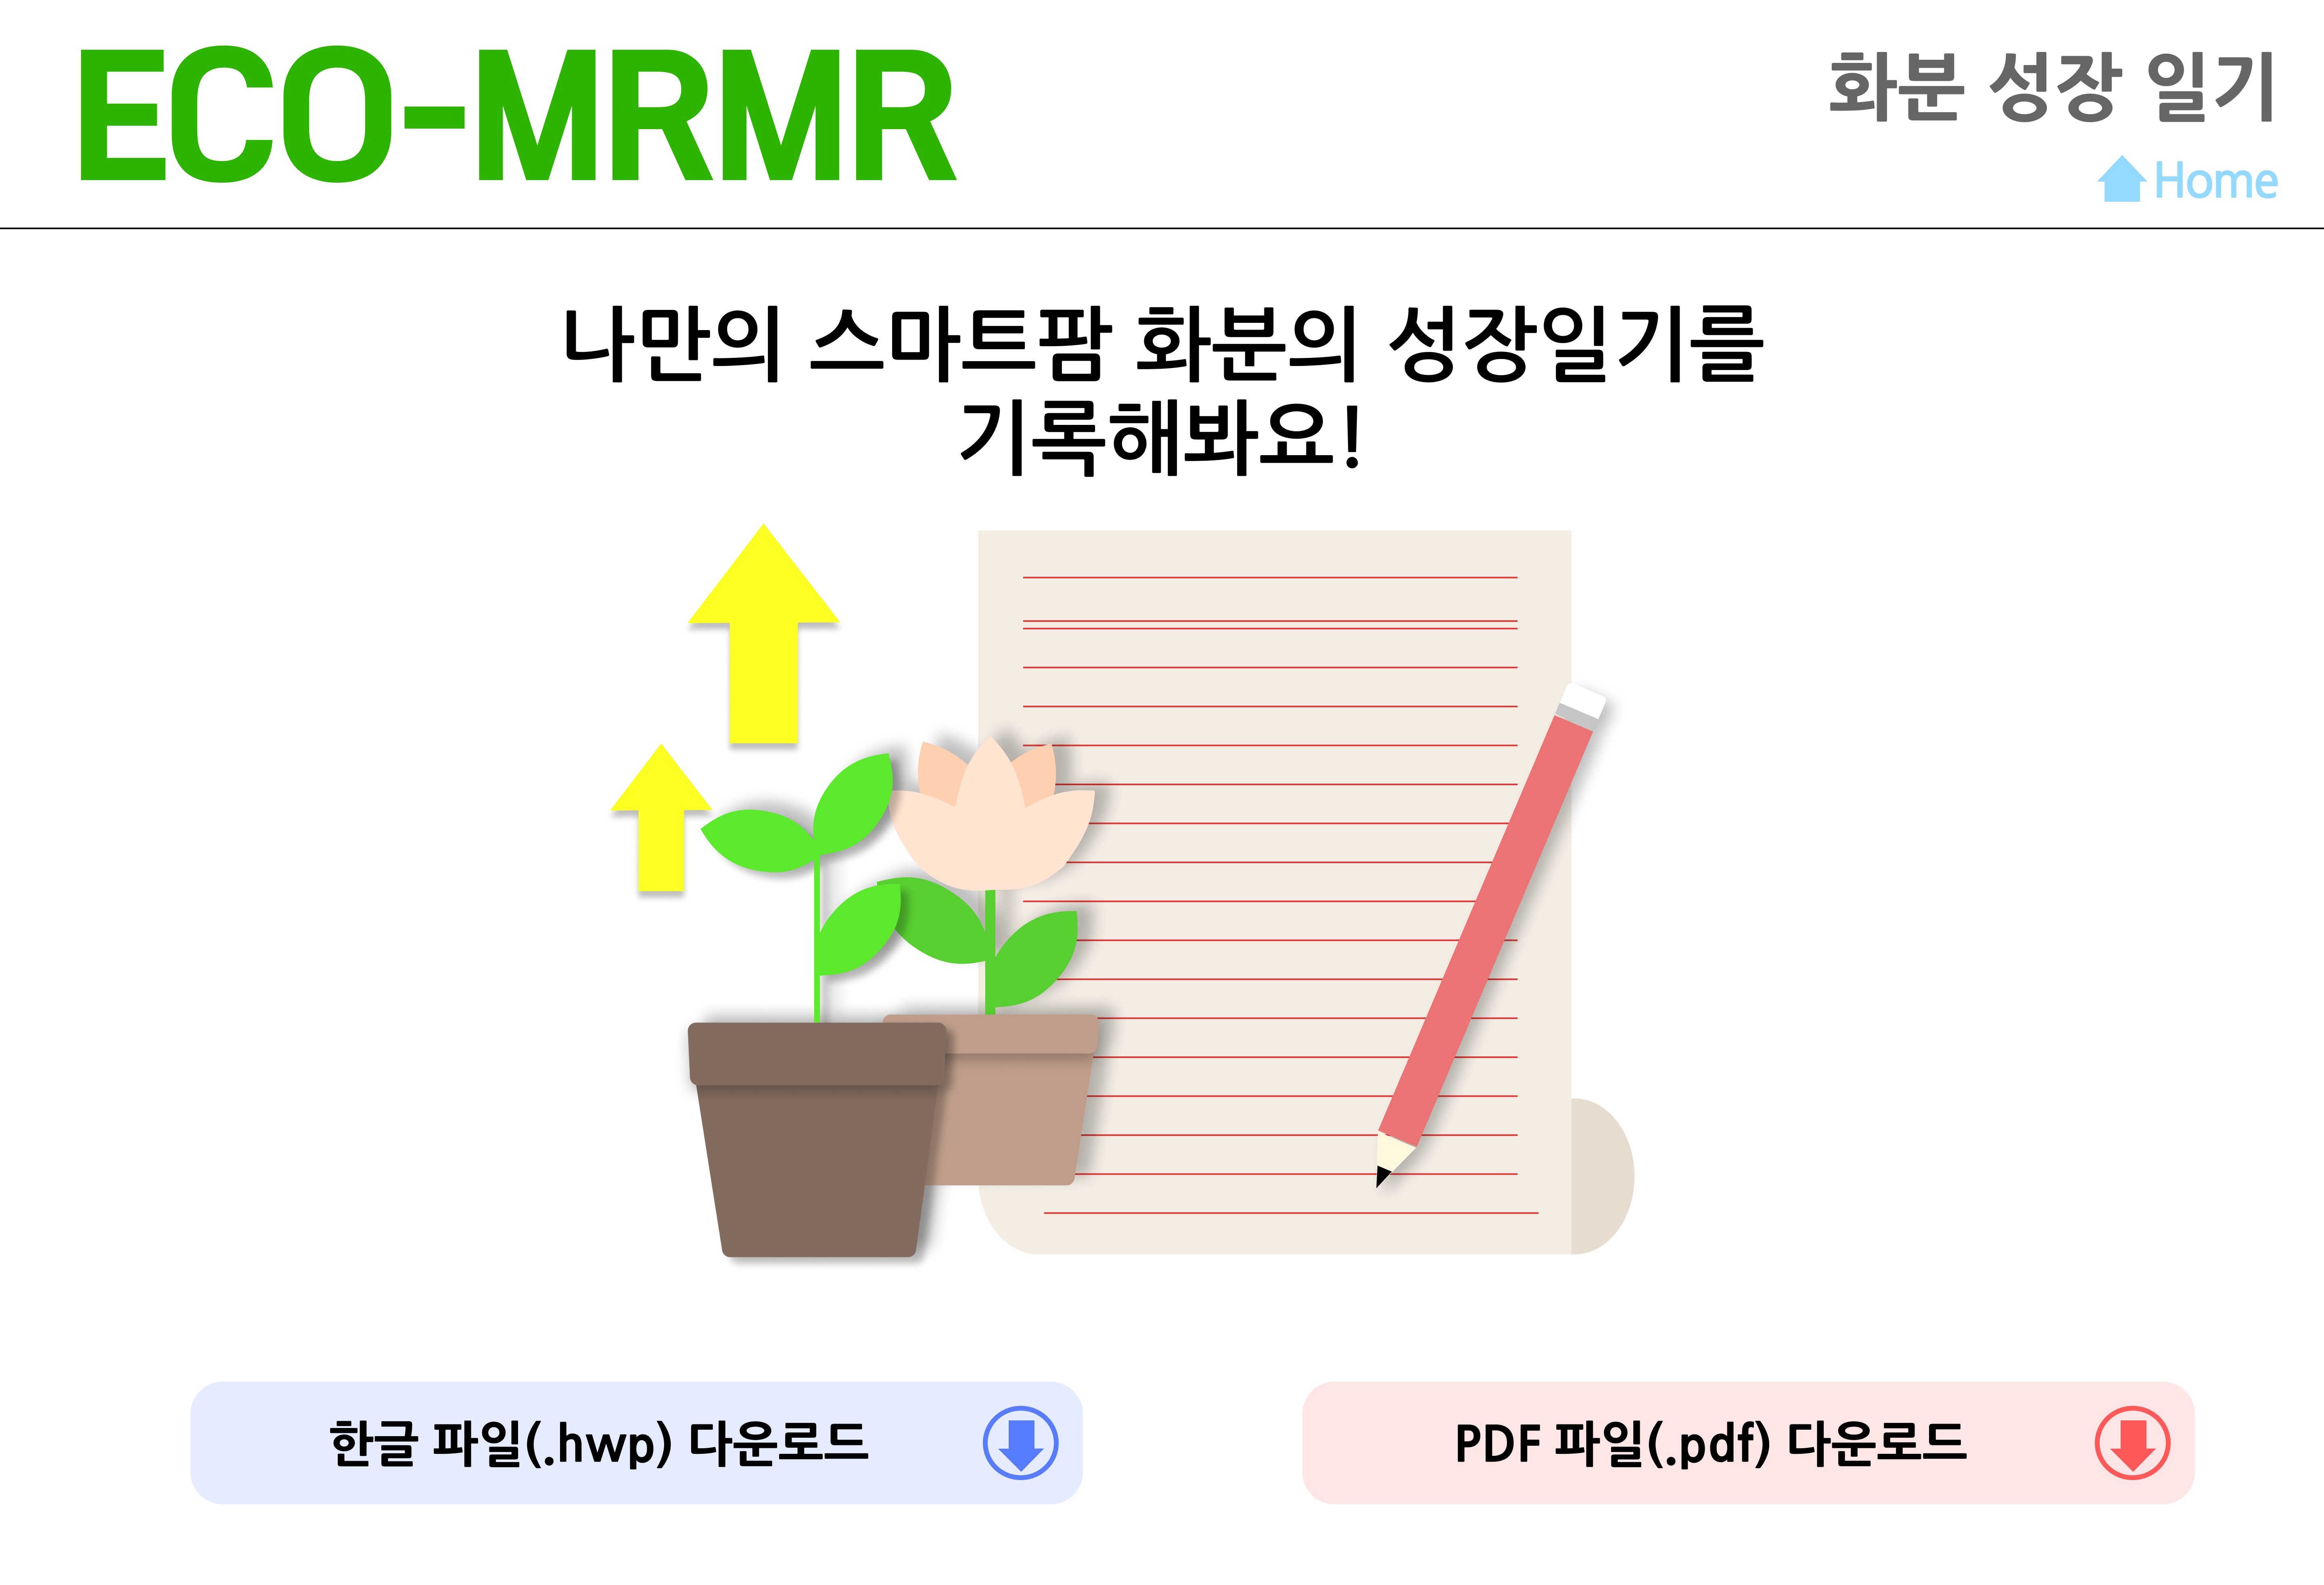 ECO-MRMR
화분 성장 일기
Home
나만의 스마트팜 화분의 성장일기를
기록해봐요!
한글 파일(.hwp) 다운로드
PDF 파일(.pdf) 다운로드